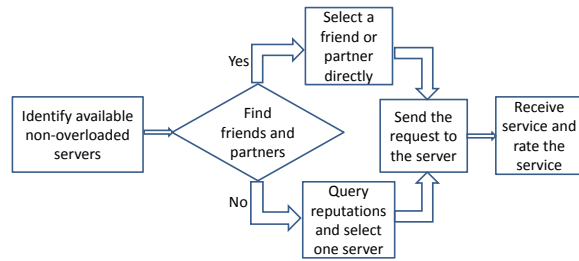 Identify available
non-overloaded
servers
Find
friends and
partners
Yes
Select a
friend or
partner
directly
No
Query
reputations
and select
one server
Send the
request to
the server
Receive
service and
rate the
service